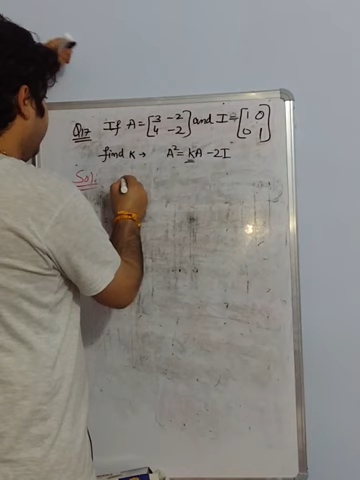 Q17 If A = [3 -2 4 -2] and I = [1 0 0 1]
find K → A² = kA - 2I
Sol.